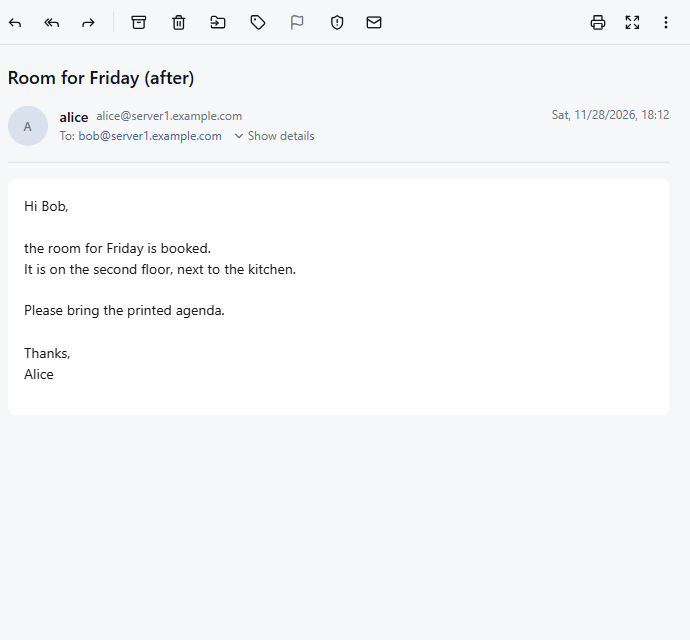 Room for Friday (after)
A
alice alice@server1.example.com
Sat, 11/28/2026, 18:12
To: bob@server1.example.com Show details
Hi Bob,
the room for Friday is booked.
It is on the second floor, next to the kitchen.
Please bring the printed agenda.
Thanks,
Alice